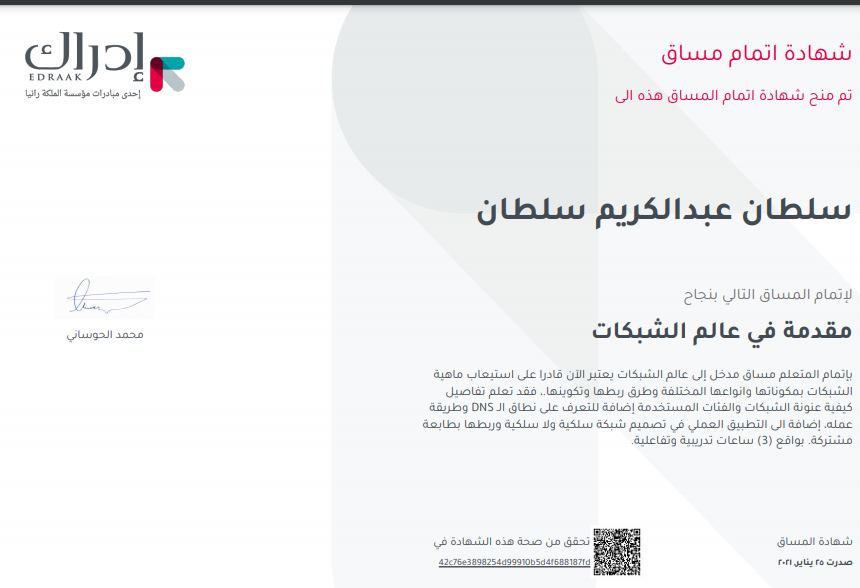 شهادة اتمام مساق
تم منح شهادة اتمام المساق هذه الى
إدراك
EDRAAK
إحدى مبادرات مؤسسة الملكة رانيا
سلطان عبدالكريم سلطان
لإتمام المساق التالي بنجاح
مقدمة في عالم الشبكات
بإتمام المتعلم مساق مدخل إلى عالم الشبكات يعتبر الآن قادرا على استيعاب ماهية
الشبكات بمكوناتها وانواعها المختلفة وطرق ربطها وتكوينها.. فقد تعلم تفاصيل
كيفية عنونة الشبكات والفئات المستخدمة إضافة للتعرف على نطاق الـ DNS وطريقة
عمله، إضافة الى التطبيق العملي في تصميم شبكة سلكية ولا سلكية وربطها بطابعة
مشتركة. بواقع (3) ساعات تدريبية وتفاعلية.
محمد الحوساني
شهادة المساق
صدرت ٢٥ يناير, ٢٠٢١
تحقق من صحة هذه الشهادة في
42c76e3898254d99910b5d4f688187fd